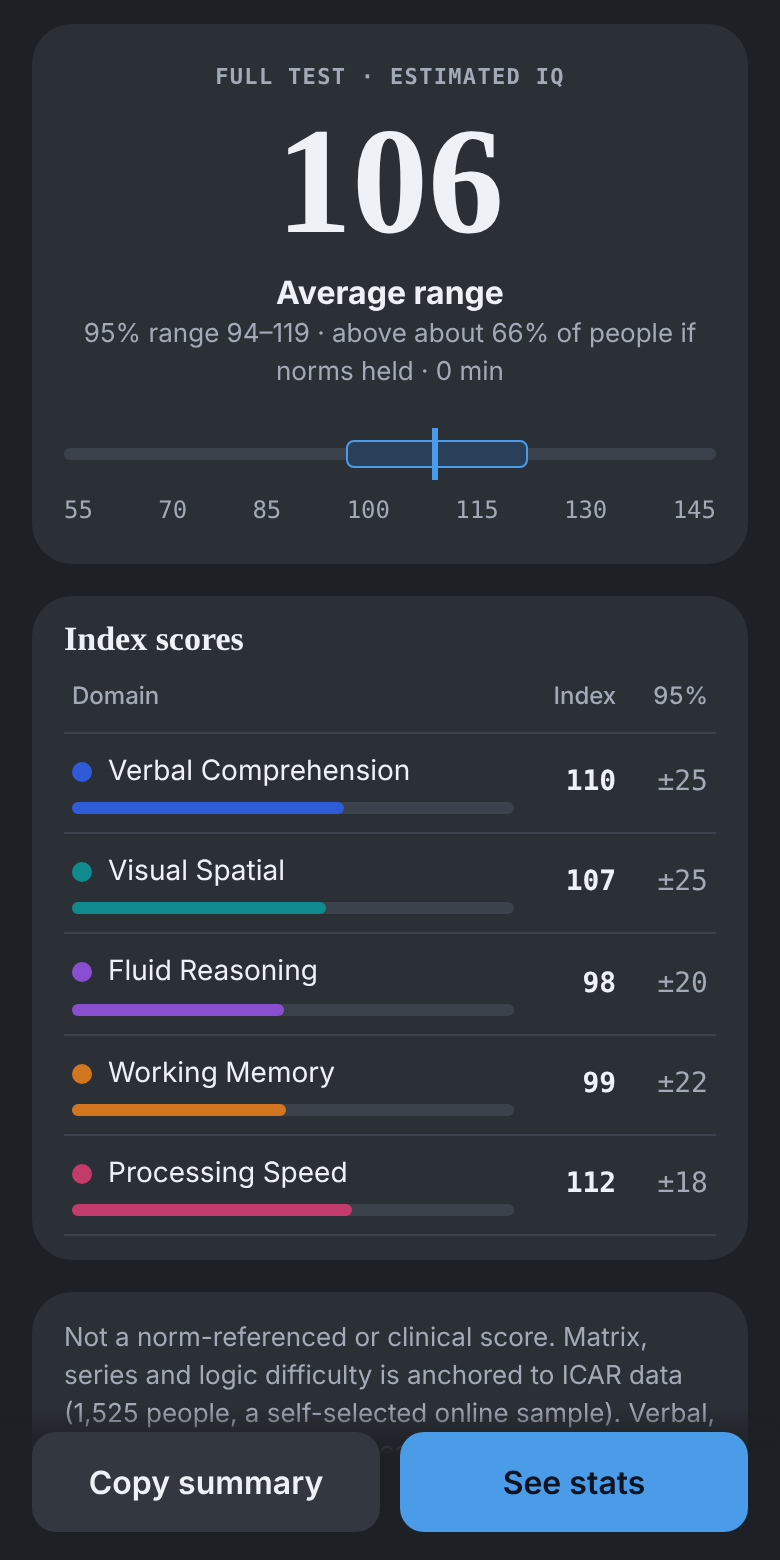 FULL TEST · ESTIMATED IQ
106
Average range
95% range 94–119 · above about 66% of people if
norms held · 0 min
55 70 85 100 115 130 145
Index scores
Domain Index 95%
Verbal Comprehension 110 ±25
Visual Spatial 107 ±25
Fluid Reasoning 98 ±20
Working Memory 99 ±22
Processing Speed 112 ±18
Not a norm-referenced or clinical score. Matrix,
series and logic difficulty is anchored to ICAR data
(1,525 people, a self-selected online sample). Verbal,
Copy summary See stats